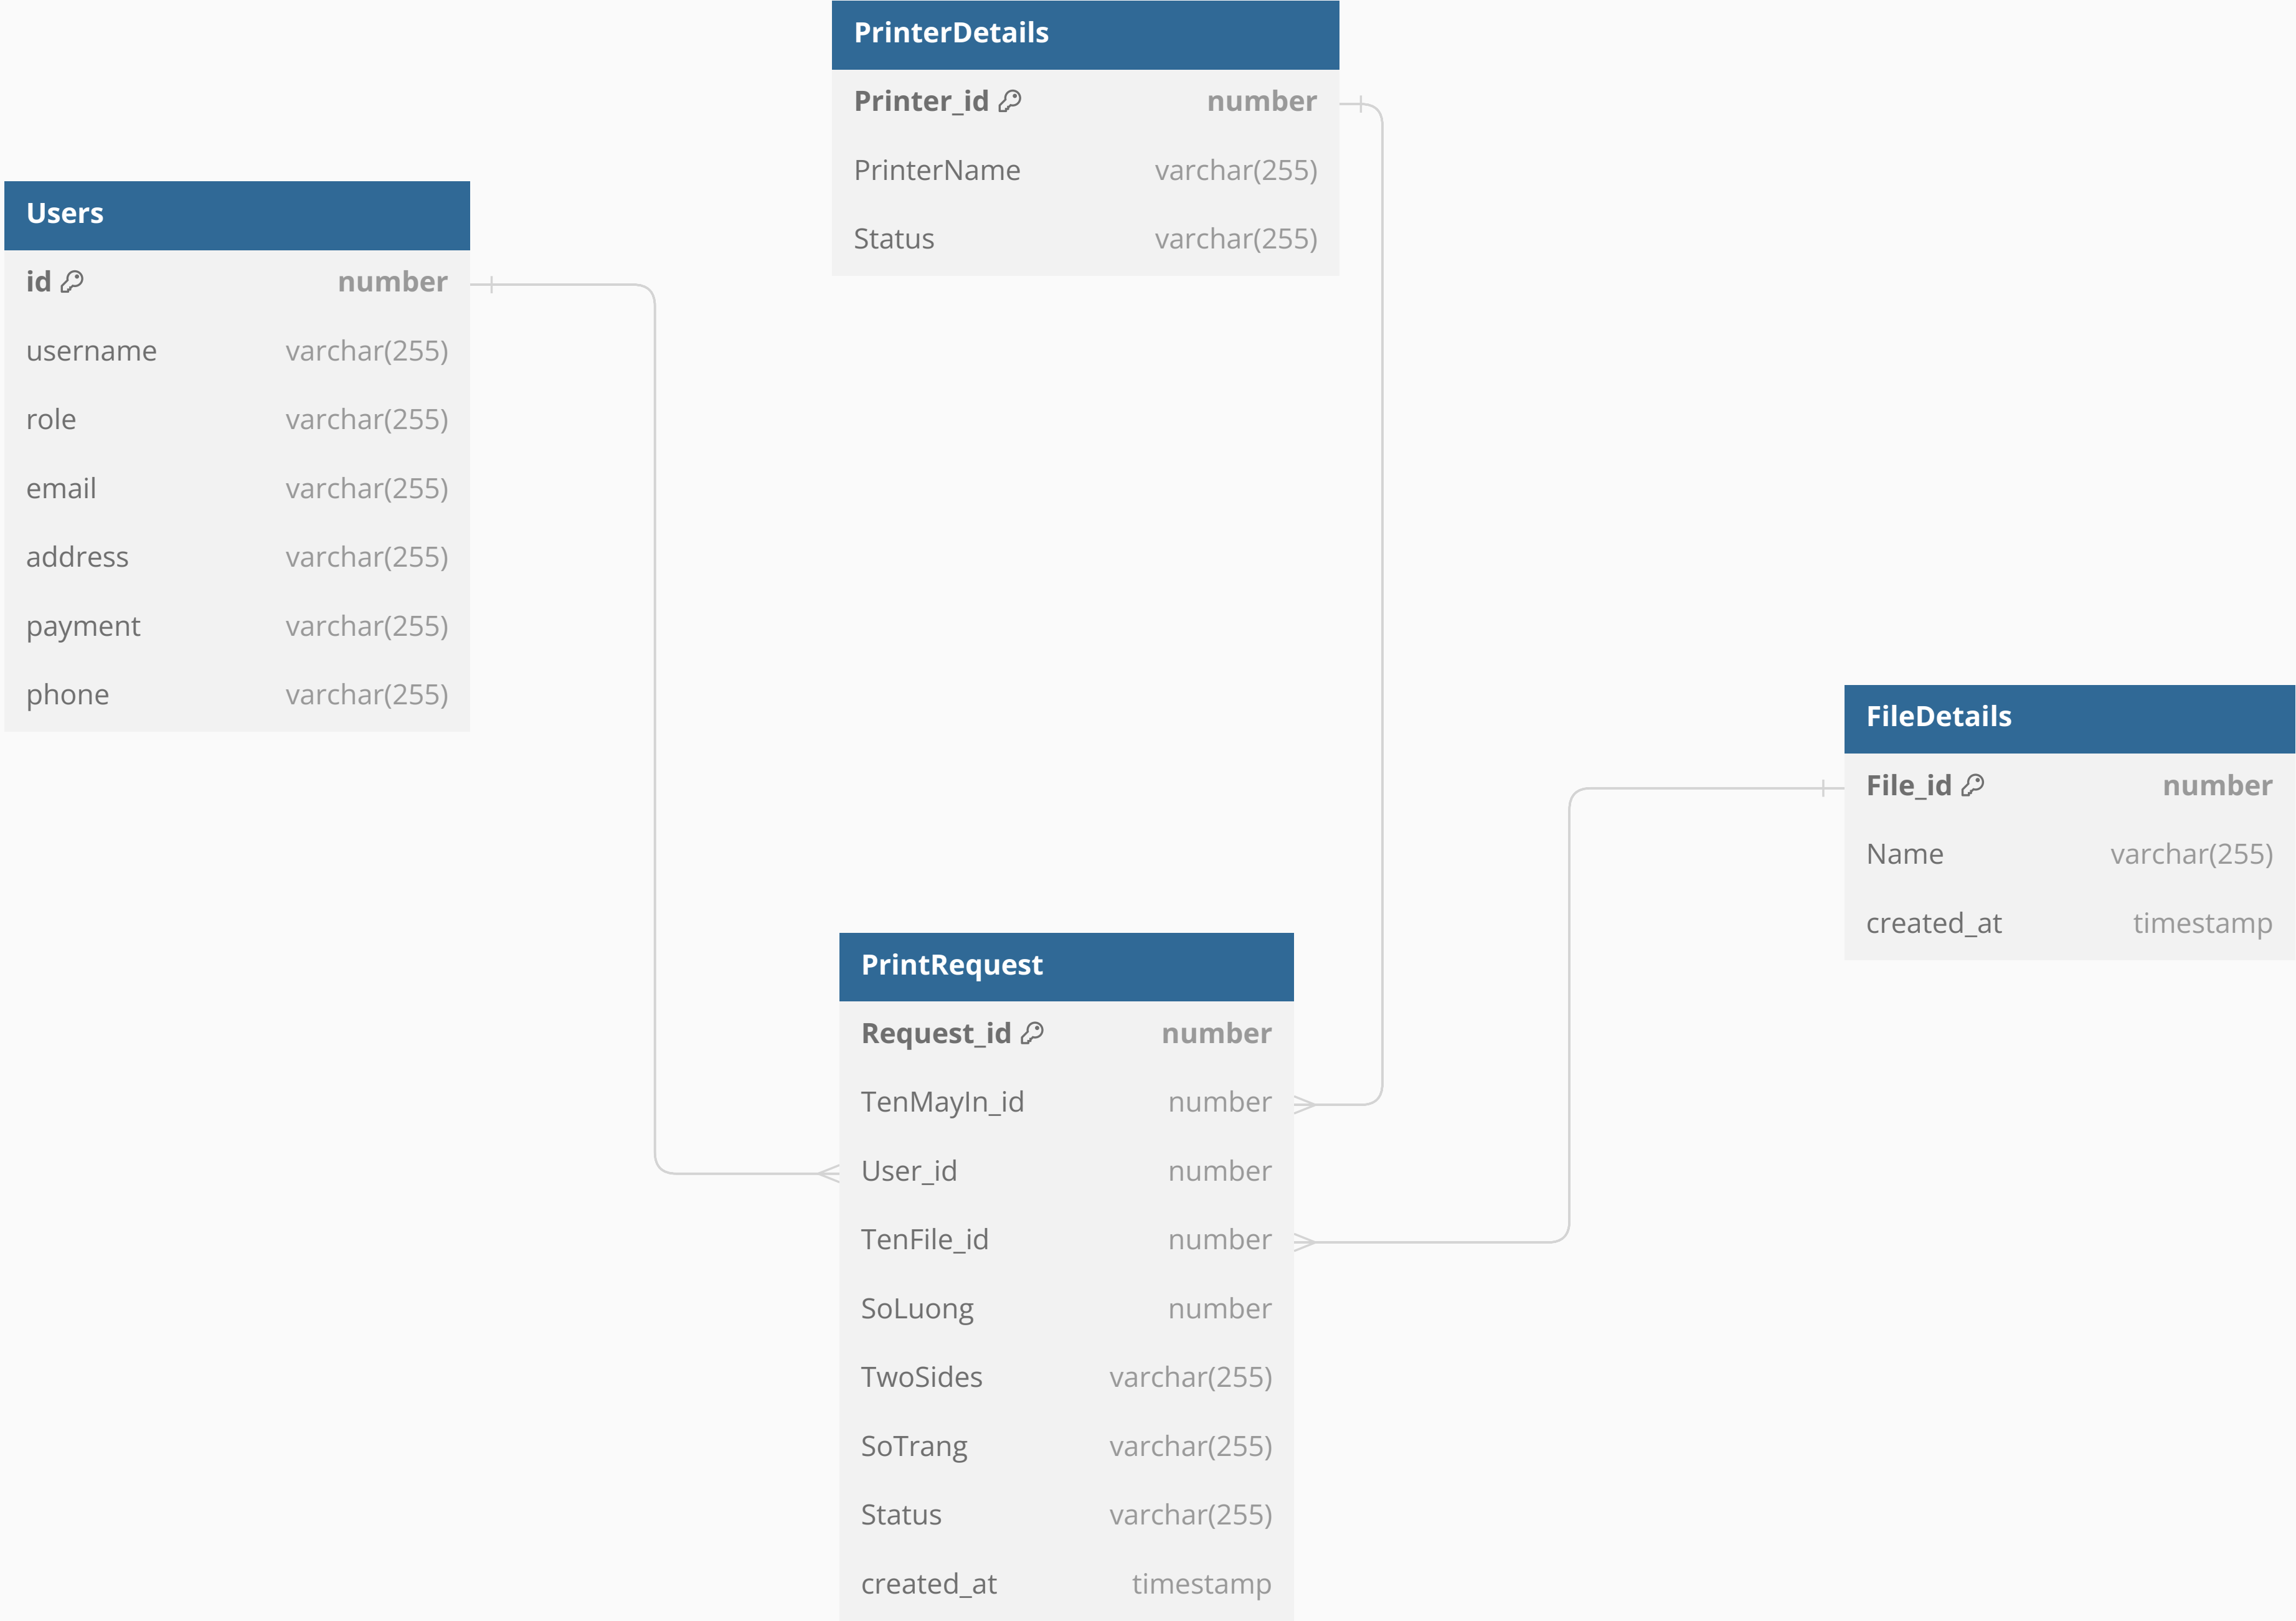 PrinterDetails
Printer_id number
PrinterName varchar(255)
Status varchar(255)
Users
id number
username varchar(255)
role varchar(255)
email varchar(255)
address varchar(255)
payment varchar(255)
phone varchar(255)
FileDetails
File_id number
Name varchar(255)
created_at timestamp
PrintRequest
Request_id number
TenMayIn_id number
User_id number
TenFile_id number
SoLuong number
TwoSides varchar(255)
SoTrang varchar(255)
Status varchar(255)
created_at timestamp